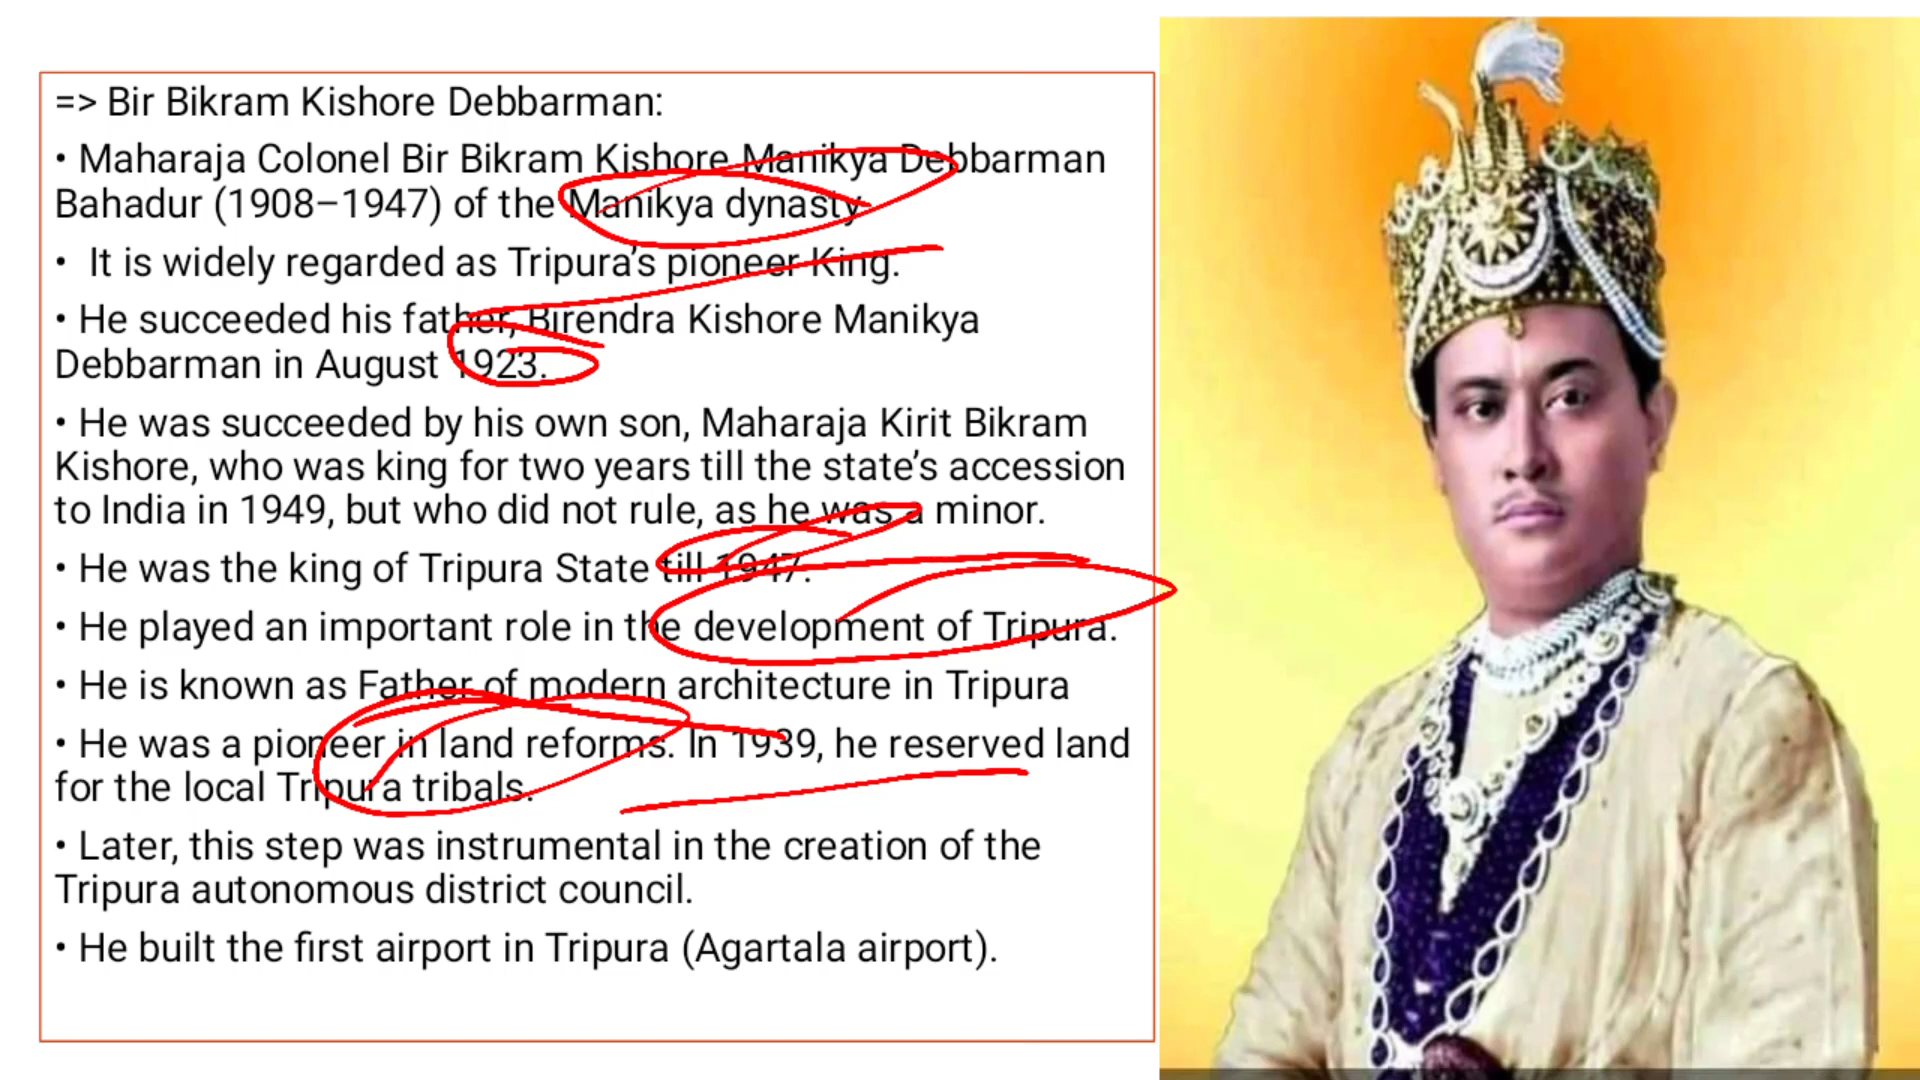 => Bir Bikram Kishore Debbarman:
• Maharaja Colonel Bir Bikram Kishore Manikya Debbarman
Bahadur (1908–1947) of the Manikya dynasty.
• It is widely regarded as Tripura's pioneer King.
• He succeeded his father, Birendra Kishore Manikya
Debbarman in August 1923.
• He was succeeded by his own son, Maharaja Kirit Bikram
Kishore, who was king for two years till the state's accession
to India in 1949, but who did not rule, as he was a minor.
• He was the king of Tripura State till 1947.
• He played an important role in the development of Tripura.
• He is known as Father of modern architecture in Tripura
• He was a pioneer in land reforms. In 1939, he reserved land
for the local Tripura tribals.
• Later, this step was instrumental in the creation of the
Tripura autonomous district council.
• He built the first airport in Tripura (Agartala airport).